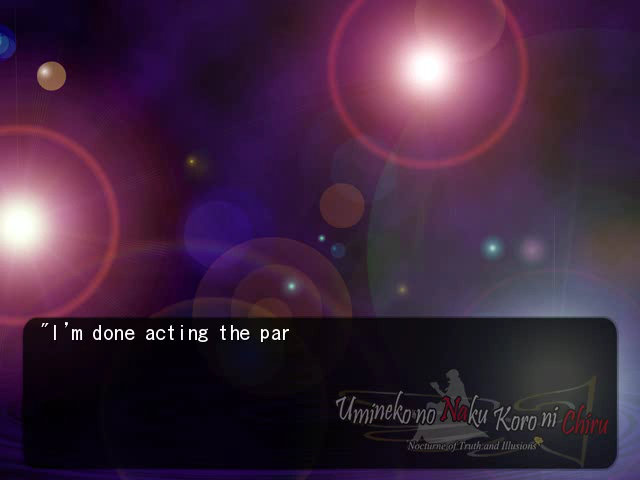 "I'm done acting the par
Umineko no Naku Koro ni Chiru
Nocturne of Truth and Illusions